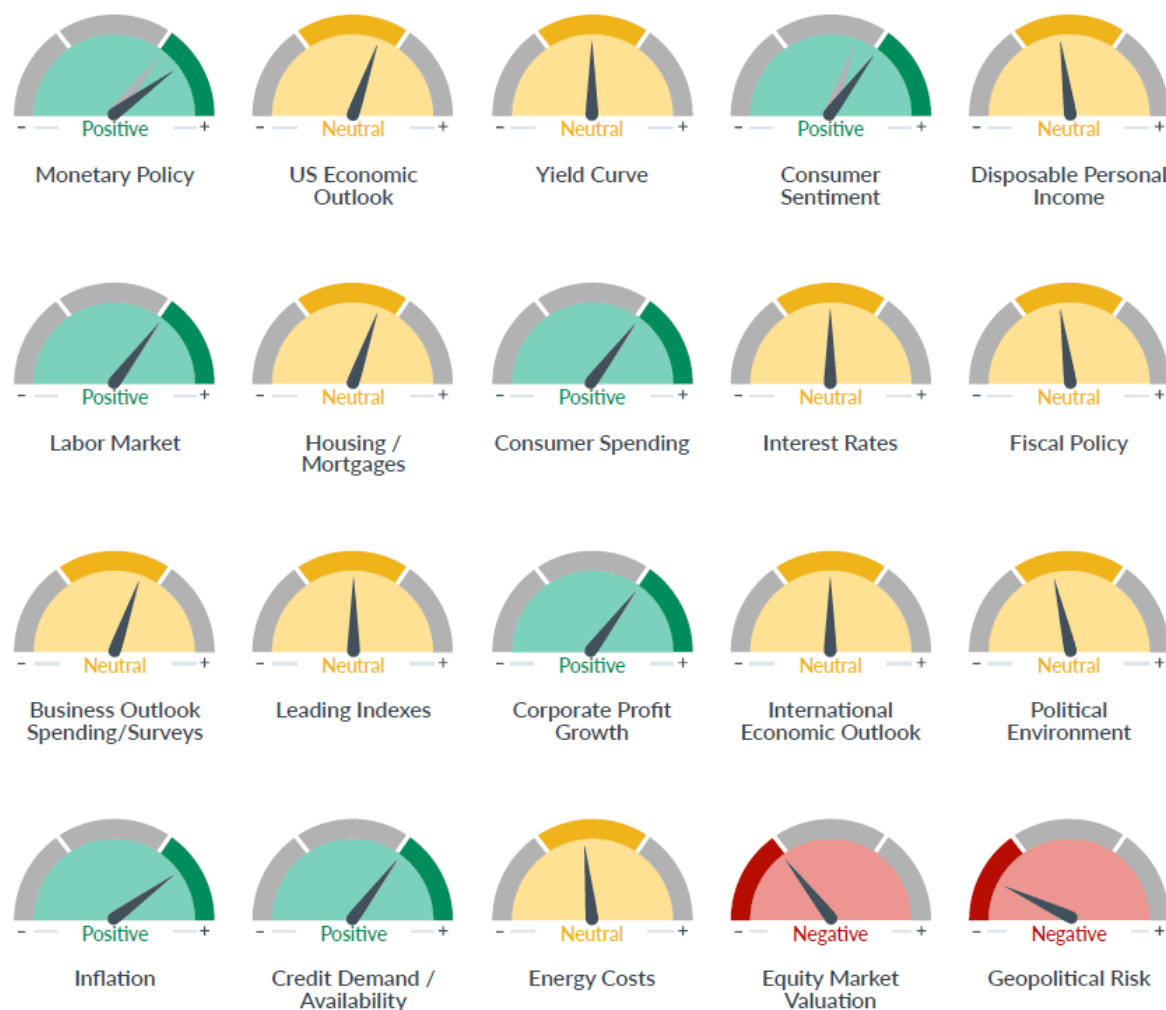 - Positive +
- Neutral +
- Neutral +
- Positive +
- Neutral +
Monetary Policy
US Economic
Outlook
Yield Curve
Consumer
Sentiment
Disposable Personal
Income
- Positive +
- Neutral +
- Positive +
- Neutral +
- Neutral +
Labor Market
Housing /
Mortgages
Consumer Spending
Interest Rates
Fiscal Policy
- Neutral +
- Neutral +
- Positive +
- Neutral +
- Neutral +
Business Outlook
Spending/Surveys
Leading Indexes
Corporate Profit
Growth
International
Economic Outlook
Political
Environment
- Positive +
- Positive +
- Neutral +
- Negative +
- Negative +
Inflation
Credit Demand /
Availability
Energy Costs
Equity Market
Valuation
Geopolitical Risk